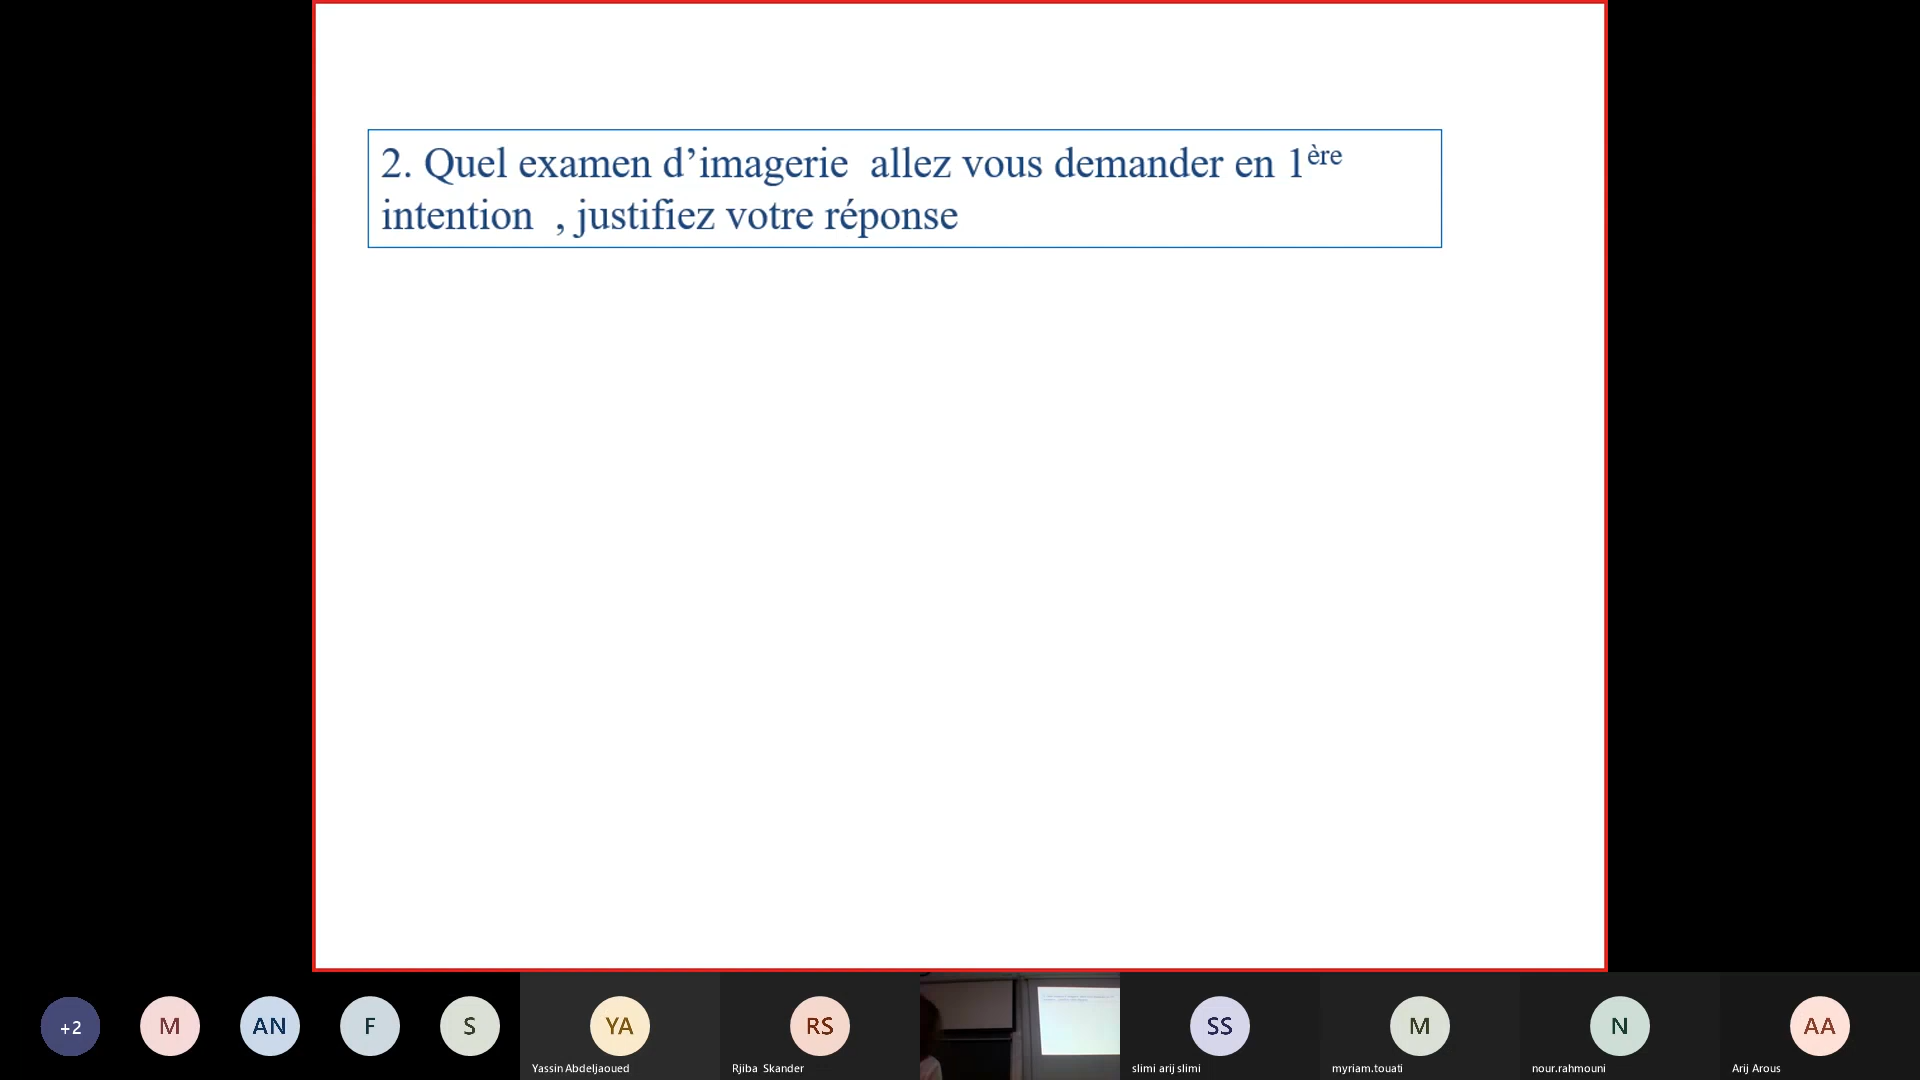 2. Quel examen d’imagerie  allez vous demander en 1ère
intention  , justifiez votre réponse
+2
M
AN
F
S
YA
RS
SS
M
N
AA
Yassin Abdeljaoued
Rjiba Skander
slimi arij slimi
myriam.touati
nour.rahmouni
Arij Arous